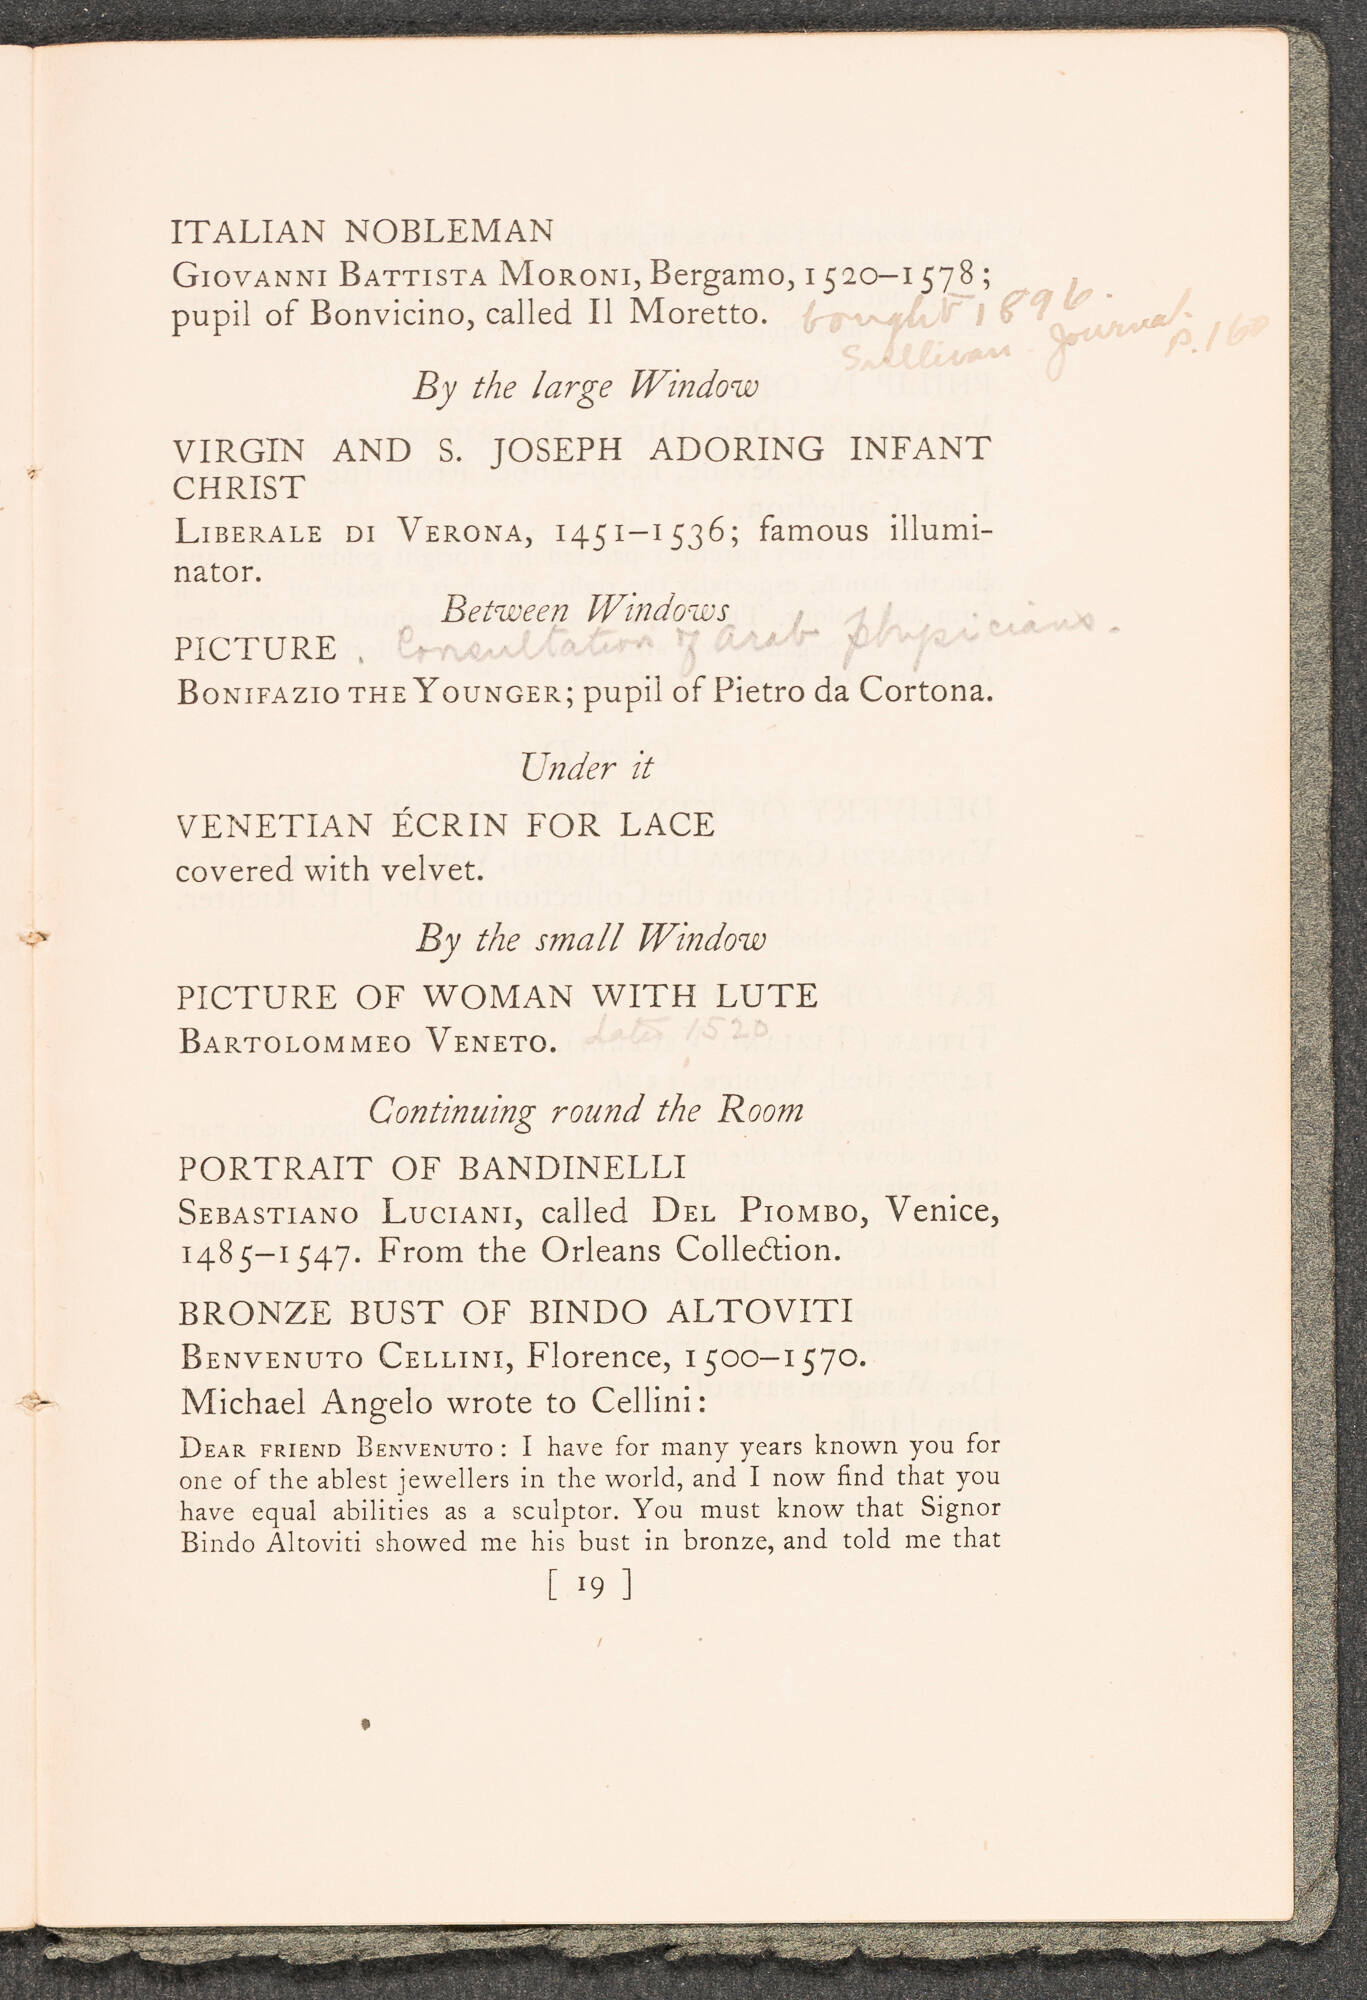 ITALIAN NOBLEMAN
GIOVANNI BATTISTA MORONI, Bergamo, 1520–1578;
pupil of Bonvicino, called Il Moretto. bought 1896.
Sullivan Journal. p. 160
By the large Window
VIRGIN AND S. JOSEPH ADORING INFANT
CHRIST
LIBERALE DI VERONA, 1451–1536; famous illumi-
nator.
Between Windows
PICTURE. Consultation of Arab Physicians.
BONIFAZIO THE YOUNGER; pupil of Pietro da Cortona.
Under it
VENETIAN ÉCRIN FOR LACE
covered with velvet.
By the small Window
PICTURE OF WOMAN WITH LUTE
BARTOLOMMEO VENETO. dated 1520
Continuing round the Room
PORTRAIT OF BANDINELLI
SEBASTIANO LUCIANI, called DEL PIOMBO, Venice,
1485–1547. From the Orleans Collection.
BRONZE BUST OF BINDO ALTOVITI
BENVENUTO CELLINI, Florence, 1500–1570.
Michael Angelo wrote to Cellini:
DEAR FRIEND BENVENUTO: I have for many years known you for
one of the ablest jewellers in the world, and I now find that you
have equal abilities as a sculptor. You must know that Signor
Bindo Altoviti showed me his bust in bronze, and told me that
[ 19 ]